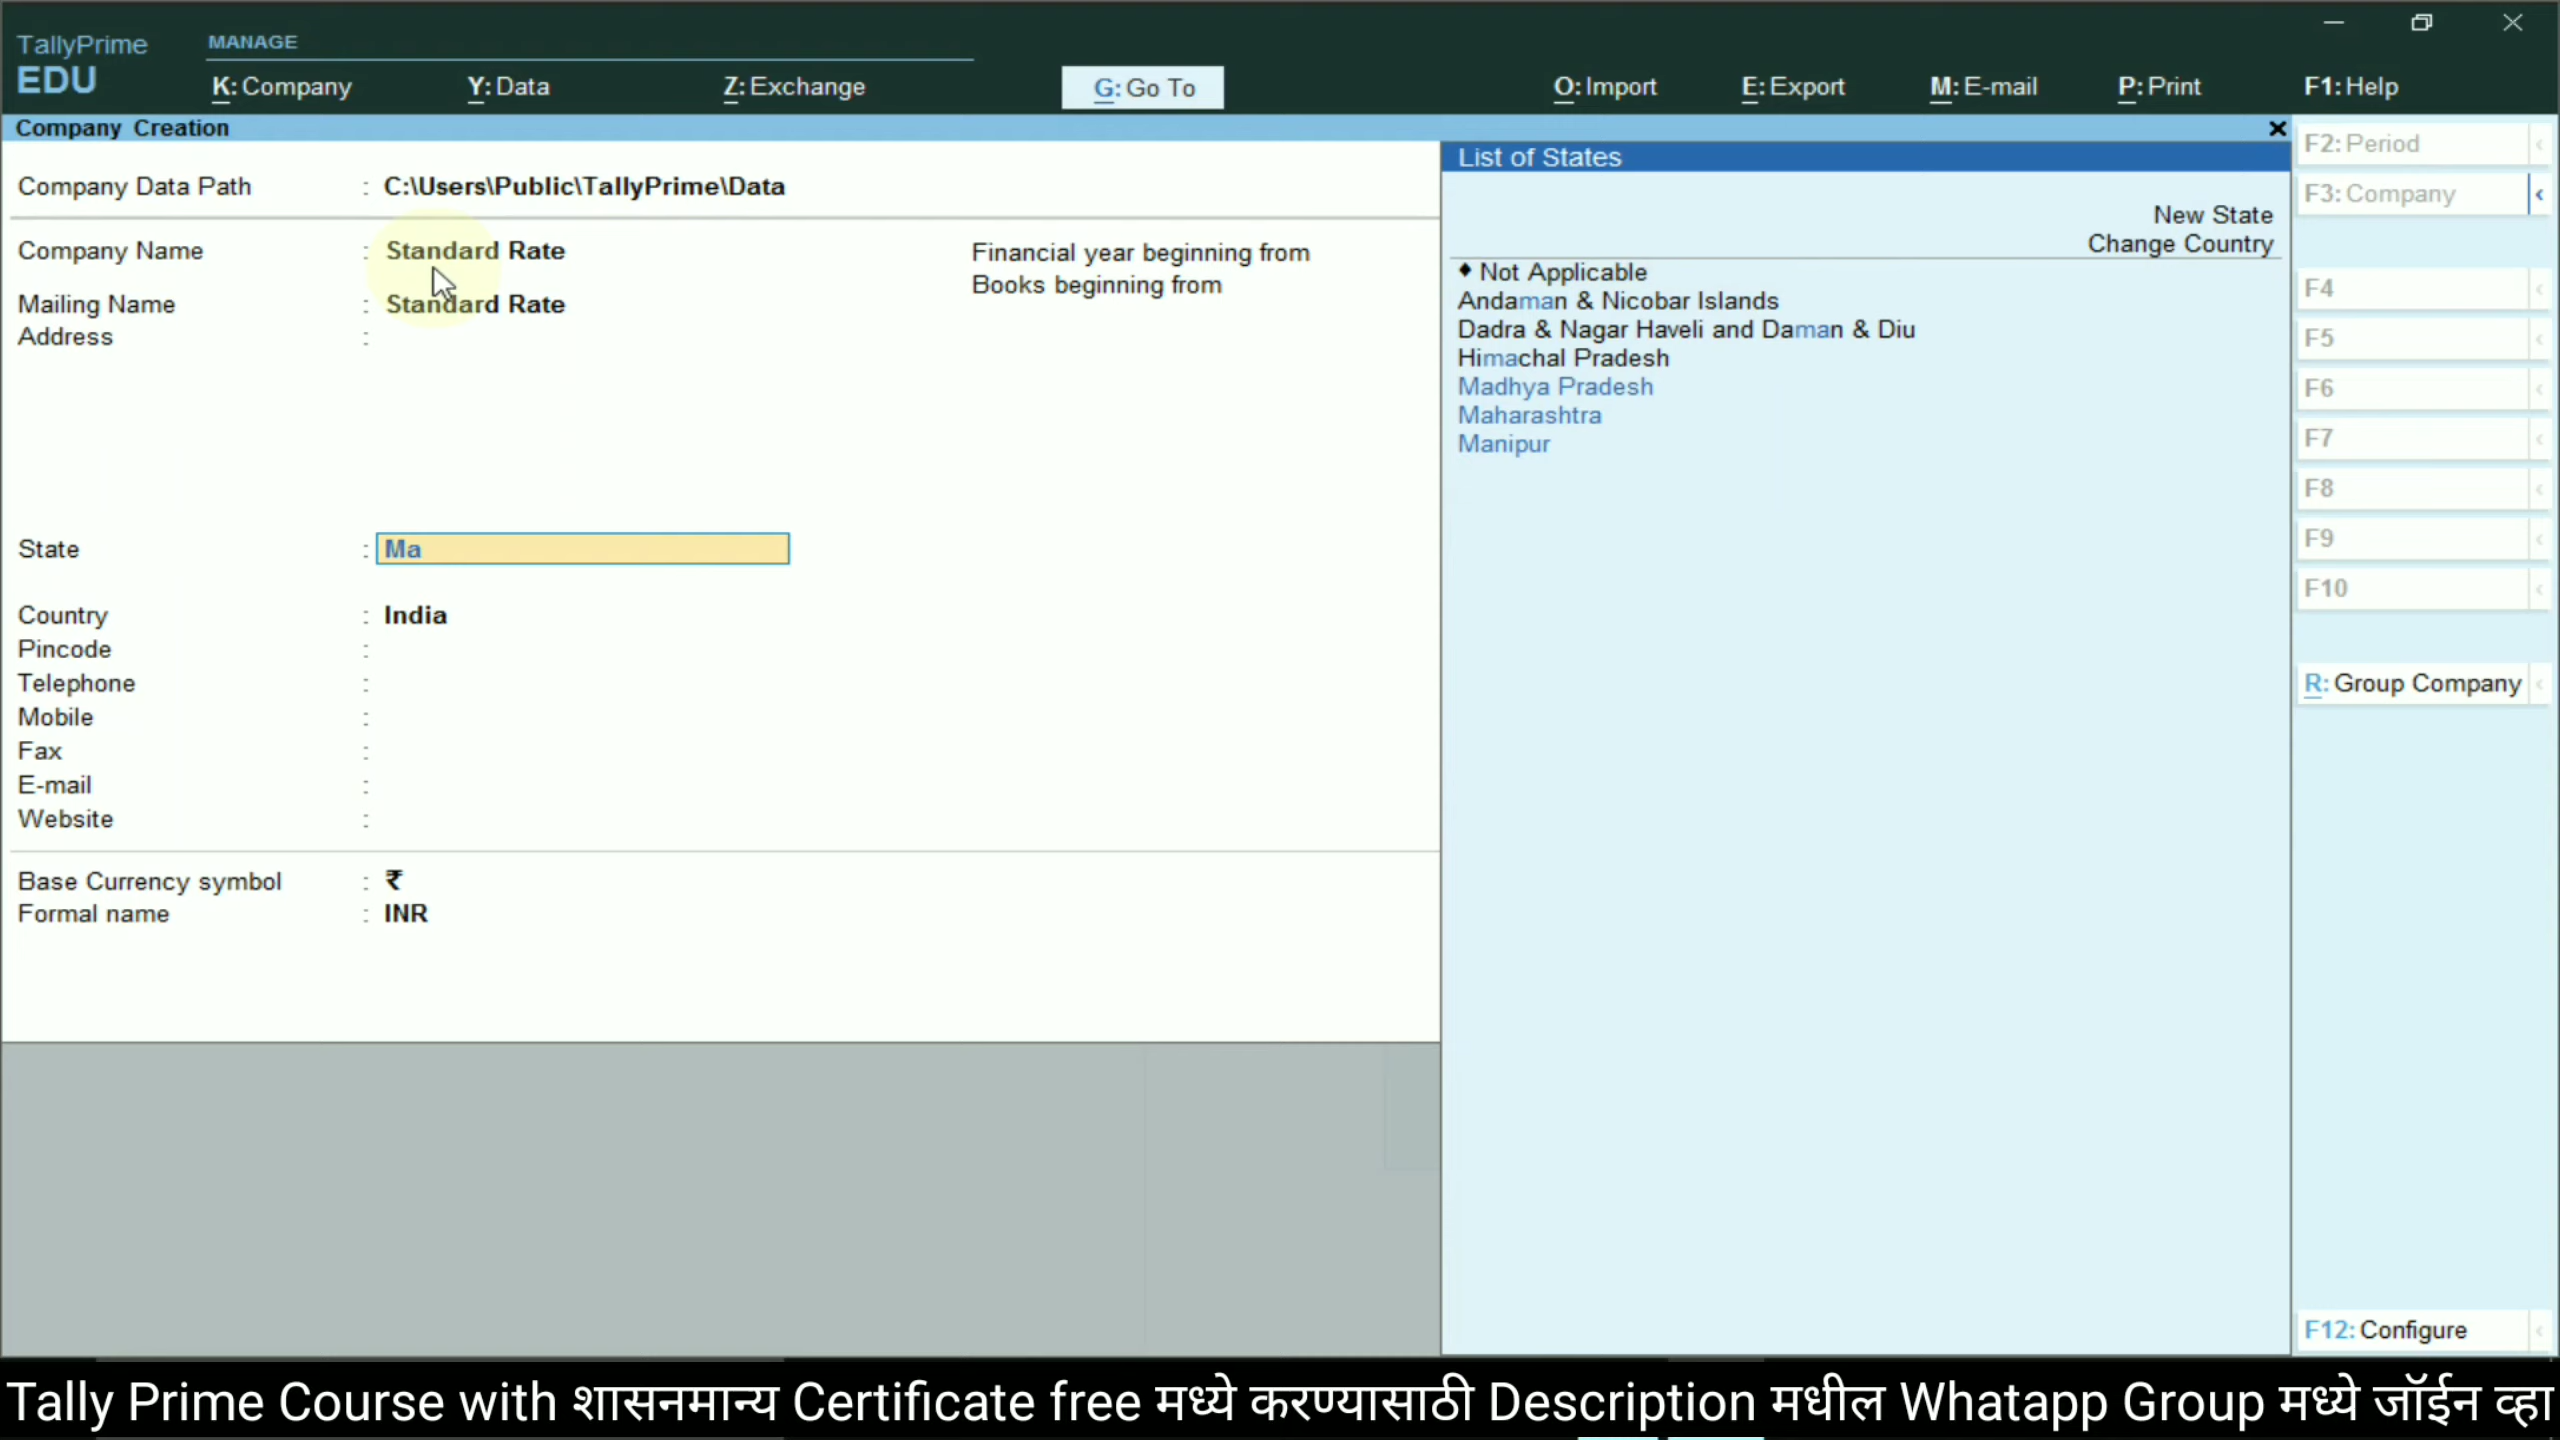 TallyPrime
EDU
MANAGE
K: Company
Y: Data
Z: Exchange
G: Go To
O: Import
E: Export
M: E-mail
P: Print
F1: Help
Company Creation
Company Data Path : C:\Users\Public\TallyPrime\Data
Company Name : Standard Rate
Mailing Name : Standard Rate
Address :
State : Ma
Country : India
Pincode :
Telephone :
Mobile :
Fax :
E-mail :
Website :
Base Currency symbol : ₹
Formal name : INR
Financial year beginning from
Books beginning from
List of States
New State
Change Country
♦ Not Applicable
Andaman & Nicobar Islands
Dadra & Nagar Haveli and Daman & Diu
Himachal Pradesh
Madhya Pradesh
Maharashtra
Manipur
F2: Period
F3: Company
F4
F5
F6
F7
F8
F9
F10
R: Group Company
F12: Configure
Tally Prime Course with शासनमान्य Certificate free मध्ये करण्यासाठी Description मधील Whatapp Group मध्ये जॉईन व्हा